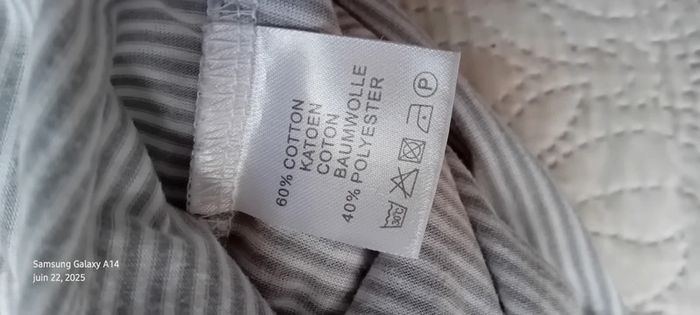 60% COTTON
KATOEN
COTON
BAUMWOLLE
40% POLYESTER
30°C
P
Samsung Galaxy A14
juin 22, 2025